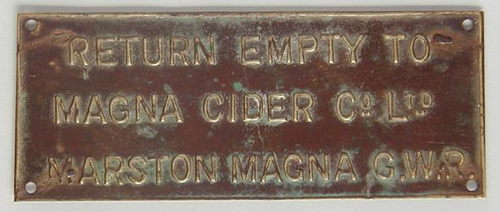 RETURN EMPTY TO
MAGNA CIDER Co LTD
MARSTON MAGNA G.W.R.